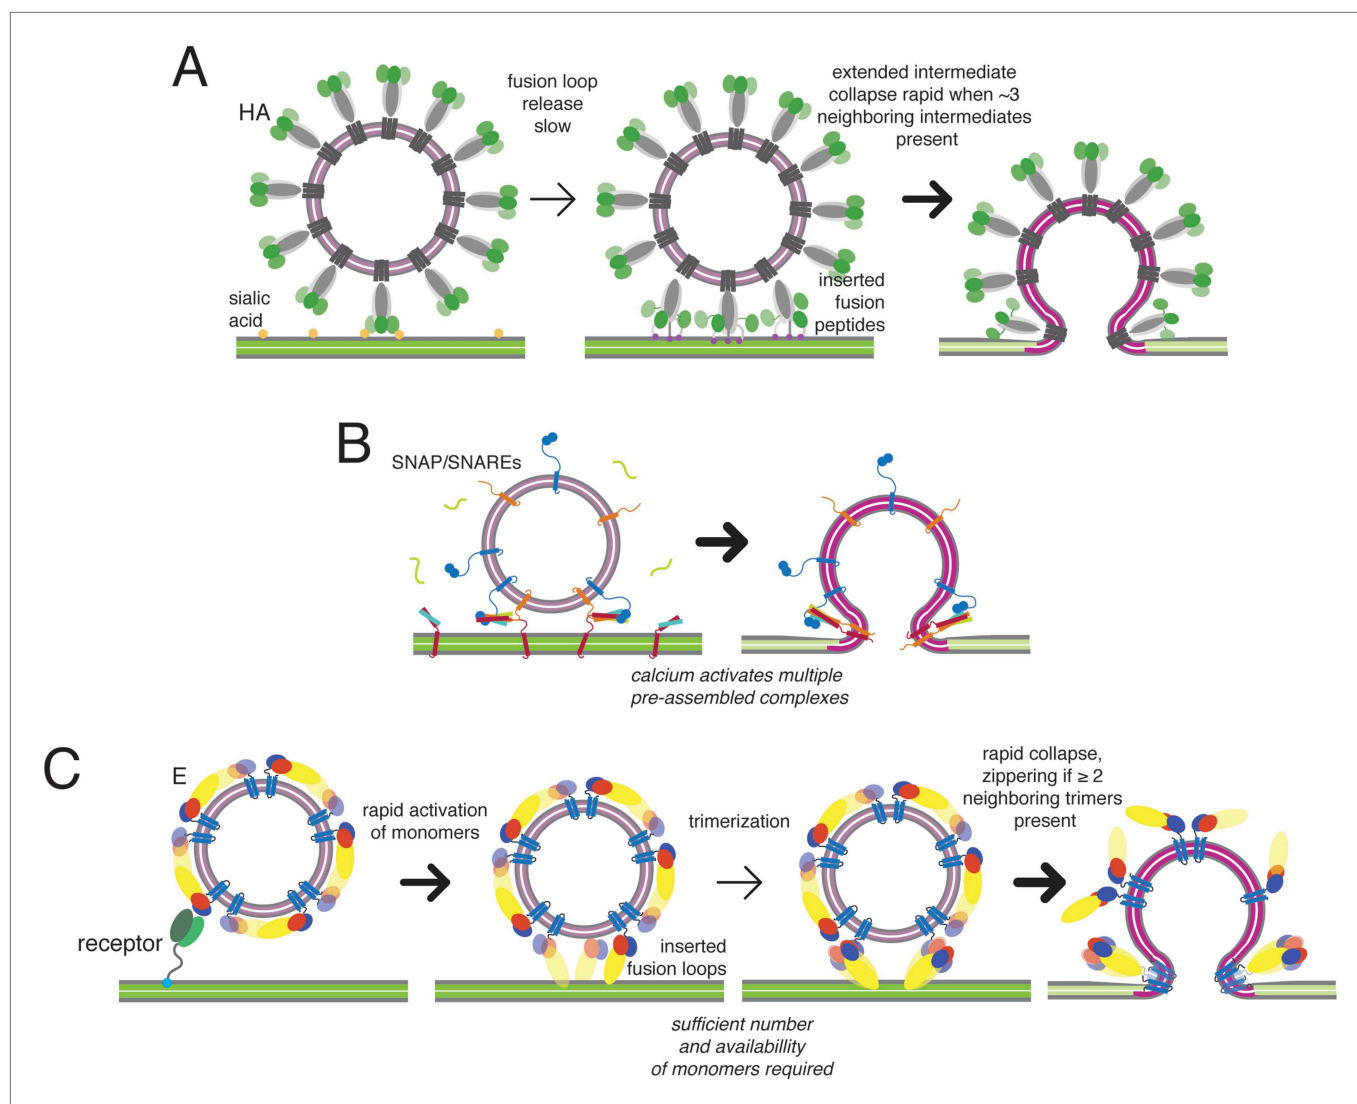 A
HA
fusion loop
release
slow
extended intermediate
collapse rapid when ~3
neighboring intermediates
present
sialic
acid
inserted
fusion
peptides
B
SNAP/SNAREs
calcium activates multiple
pre-assembled complexes
C
E
rapid activation
of monomers
trimerization
rapid collapse,
zippering if ≥ 2
neighboring trimers
present
receptor
inserted
fusion loops
sufficient number
and availabillity
of monomers required